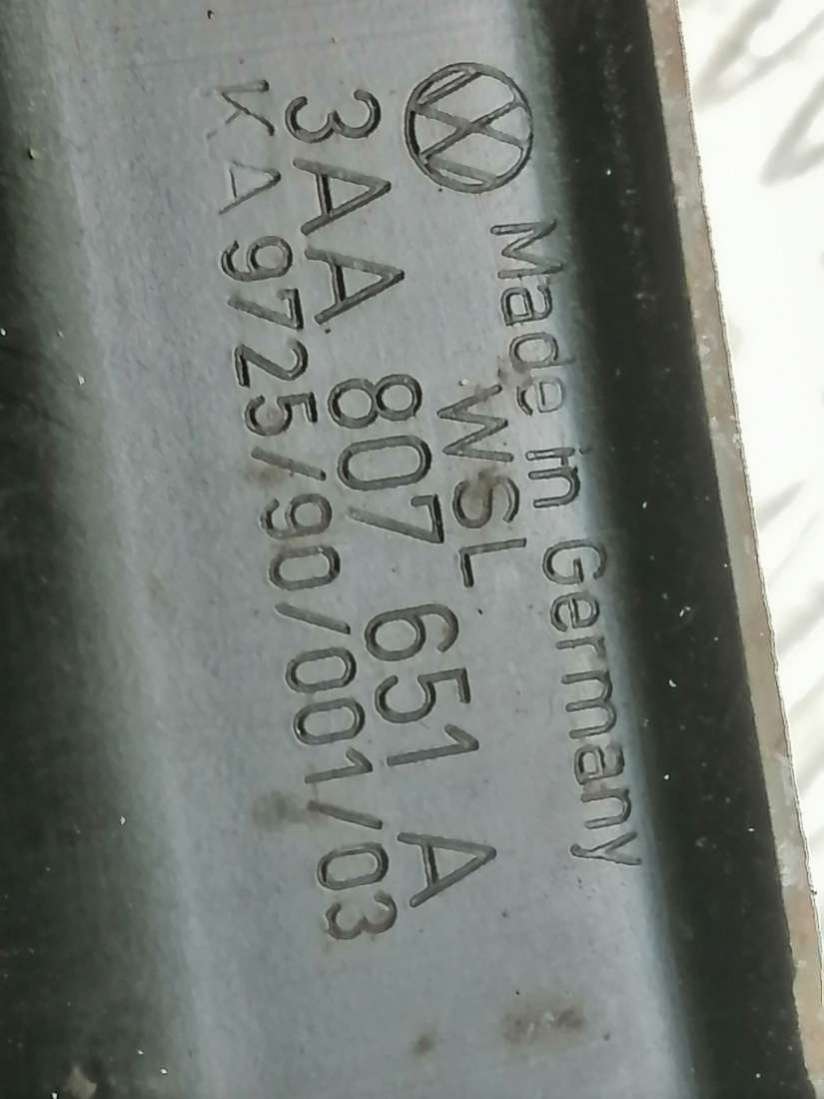 Made in Germany
WSL
3AA 807 651 A
KA 9725/90/001/03